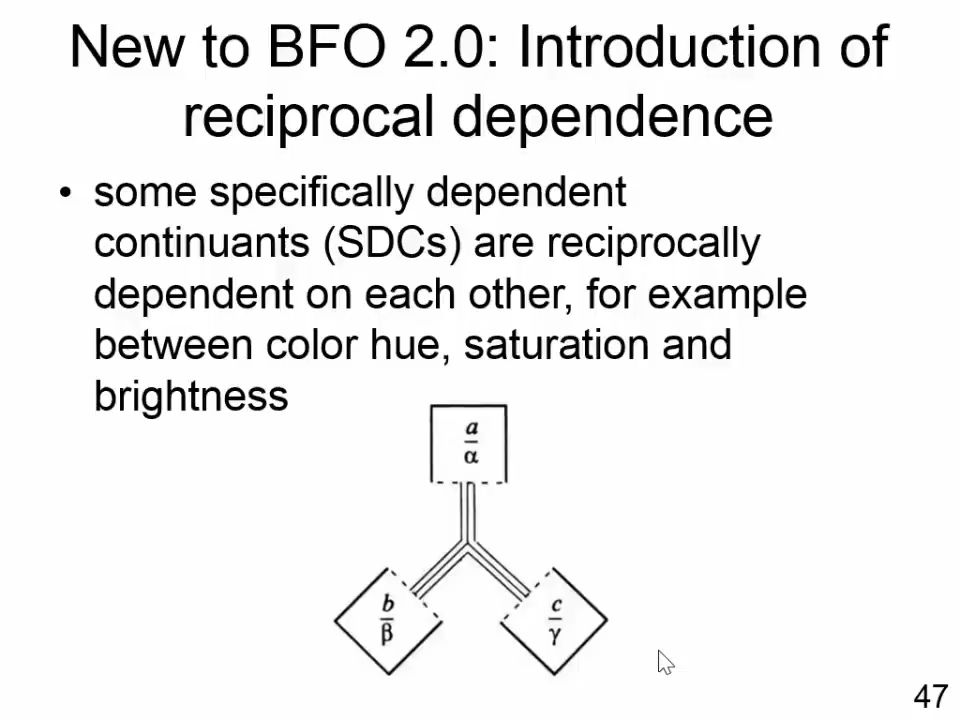 New to BFO 2.0: Introduction of
reciprocal dependence
• some specifically dependent
continuants (SDCs) are reciprocally
dependent on each other, for example
between color hue, saturation and
brightness
a
α
b
β
c
γ
47